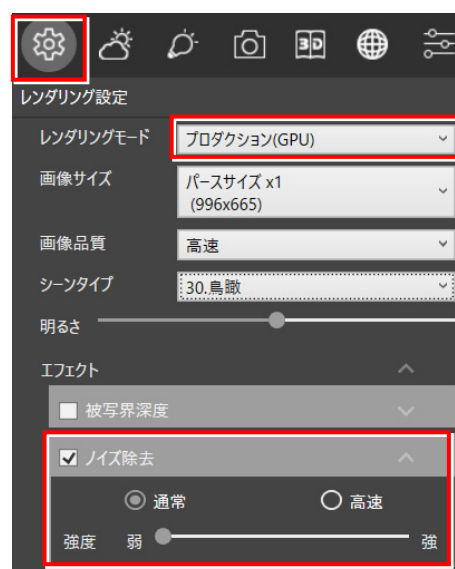 3D
レンダリング設定
レンダリングモード プロダクション(GPU)
画像サイズ パースサイズ x1
(996x665)
画像品質 高速
シーンタイプ 30.鳥瞰
明るさ
エフェクト
被写界深度
ノイズ除去
通常 高速
強度 弱 強